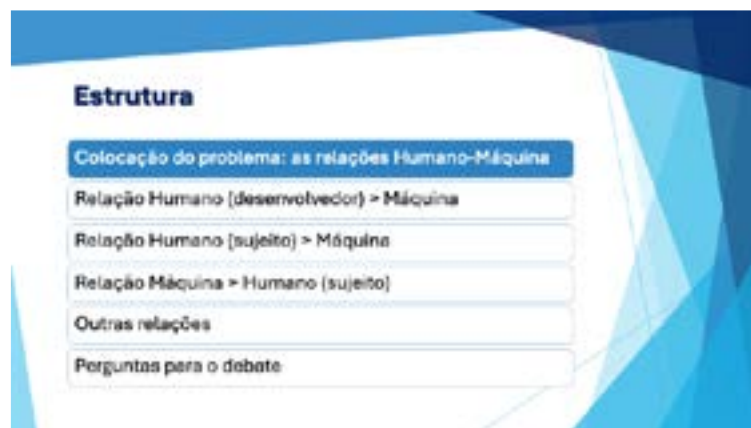 Estrutura
Colocação do problema: as relações Humano-Máquina
Relação Humano (desenvolvedor) > Máquina
Relação Humano (sujeito) > Máquina
Relação Máquina > Humano (sujeito)
Outras relações
Perguntas para o debate